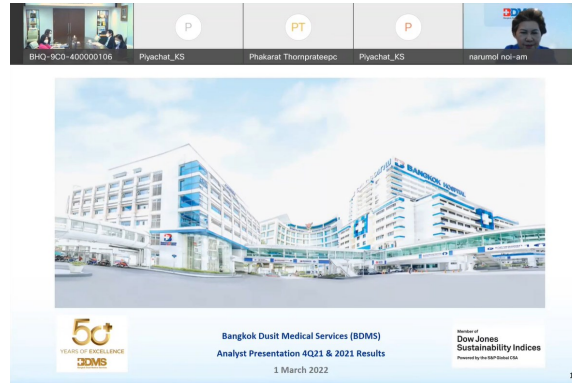 P
PT
P
BHQ-9C0-400000106
Piyachat_KS
Phakarat Thomprateepc
Piyachat_KS
narumol noi-am
BANGKOK HOSPITAL
50+
YEARS OF EXCELLENCE
BDMS
Bangkok Dusit Medical Services (BDMS)
Analyst Presentation 4Q21 & 2021 Results
1 March 2022
Member of
Dow Jones
Sustainability Indices
Powered by the S&P Global CSA
1